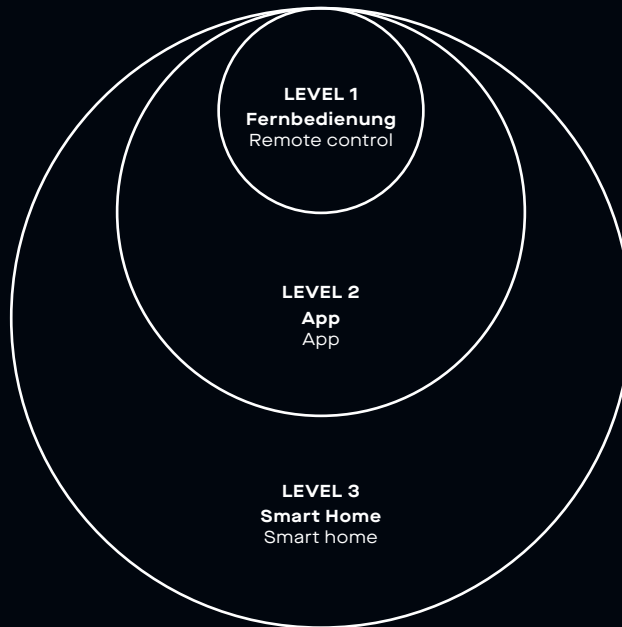 LEVEL 1
Fernbedienung
Remote control
LEVEL 2
App
App
LEVEL 3
Smart Home
Smart home